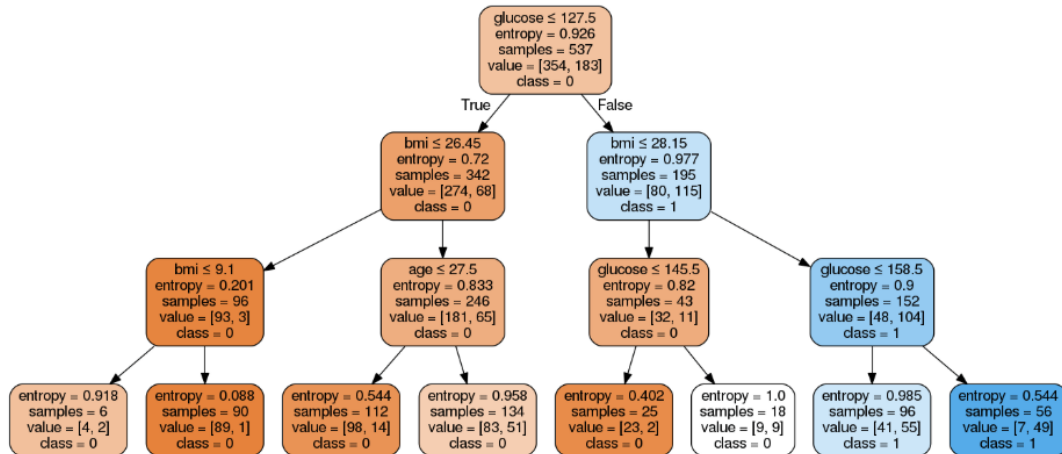 glucose ≤ 127.5
entropy = 0.926
samples = 537
value = [354, 183]
class = 0
True
False
bmi ≤ 26.45
entropy = 0.72
samples = 342
value = [274, 68]
class = 0
bmi ≤ 28.15
entropy = 0.977
samples = 195
value = [80, 115]
class = 1
bmi ≤ 9.1
entropy = 0.201
samples = 96
value = [93, 3]
class = 0
age ≤ 27.5
entropy = 0.833
samples = 246
value = [181, 65]
class = 0
glucose ≤ 145.5
entropy = 0.82
samples = 43
value = [32, 11]
class = 0
glucose ≤ 158.5
entropy = 0.9
samples = 152
value = [48, 104]
class = 1
entropy = 0.918
samples = 6
value = [4, 2]
class = 0
entropy = 0.088
samples = 90
value = [89, 1]
class = 0
entropy = 0.544
samples = 112
value = [98, 14]
class = 0
entropy = 0.958
samples = 134
value = [83, 51]
class = 0
entropy = 0.402
samples = 25
value = [23, 2]
class = 0
entropy = 1.0
samples = 18
value = [9, 9]
class = 0
entropy = 0.985
samples = 96
value = [41, 55]
class = 1
entropy = 0.544
samples = 56
value = [7, 49]
class = 1